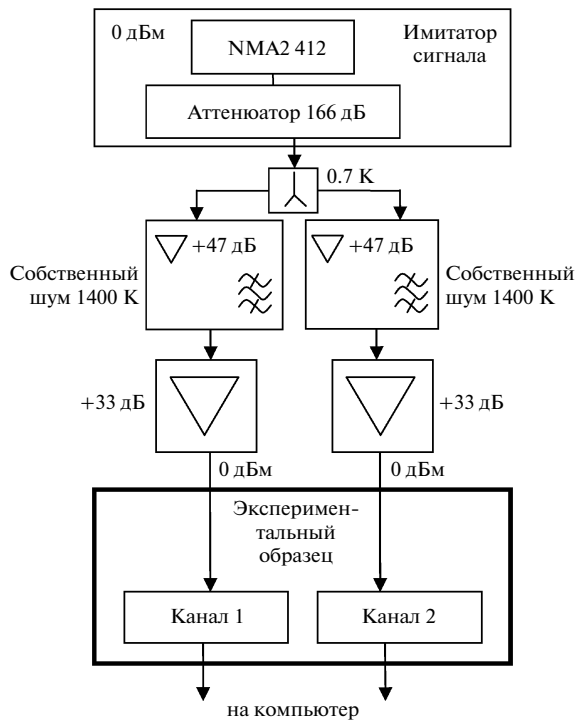 0 дБм
NMA2 412
Имитатор
сигнала
Аттенюатор 166 дБ
0.7 К
+47 дБ
+47 дБ
Собственный
шум 1400 К
Собственный
шум 1400 К
+33 дБ
+33 дБ
0 дБм
0 дБм
Эксперимен-
тальный
образец
Канал 1
Канал 2
на компьютер